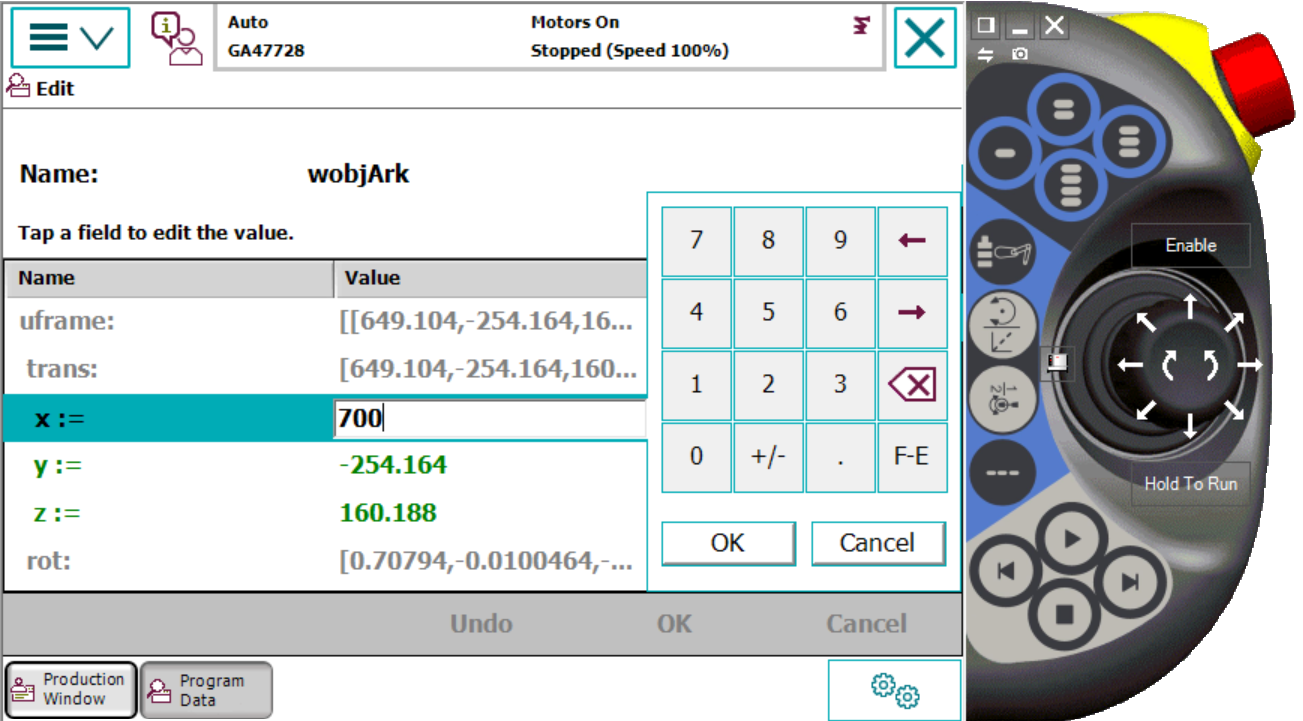 Auto
GA47728
Motors On
Stopped (Speed 100%)
Edit
Name: wobjArk
Tap a field to edit the value.
Name Value
uframe: [[649.104,-254.164,16...
trans: [649.104,-254.164,160...
x := 700
y := -254.164
z := 160.188
rot: [0.70794,-0.0100464,-...
7 8 9 ←
4 5 6 →
1 2 3
0 +/- . F-E
OK Cancel
Undo OK Cancel
Production
Window
Program
Data
Enable
Hold To Run